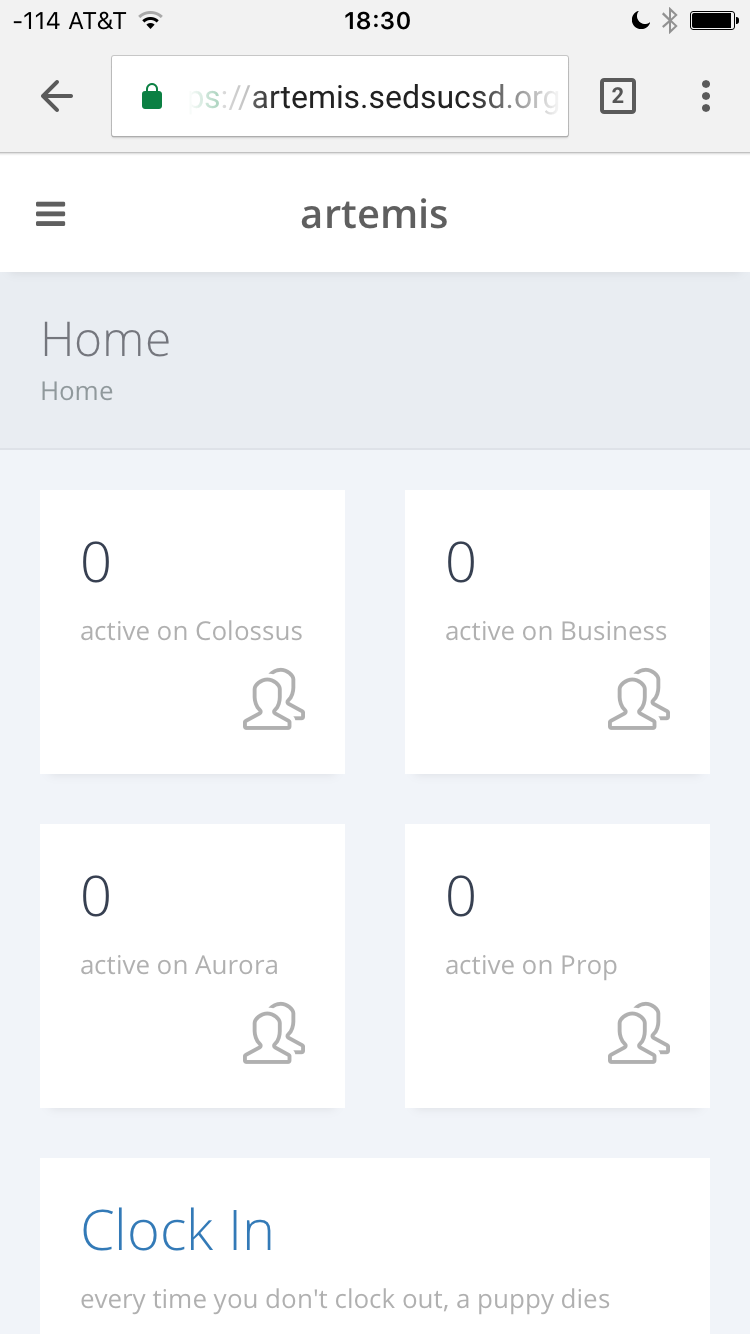 -114 AT&T 18:30
ps://artemis.sedsucsd.org 2
artemis
Home
Home
0 0
active on Colossus active on Business
0 0
active on Aurora active on Prop
Clock In
every time you don't clock out, a puppy dies